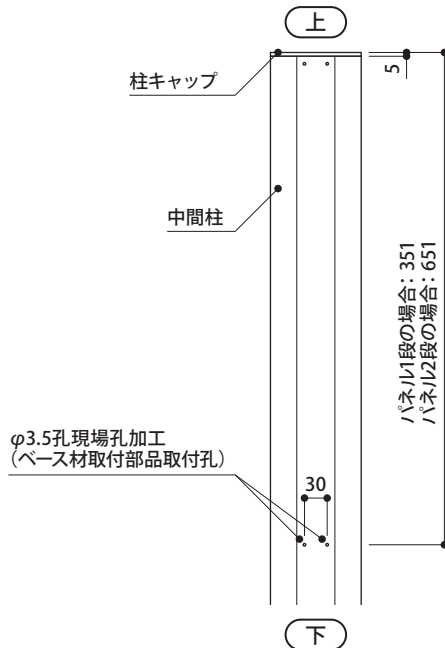 上
柱キャップ
5
中間柱
パネル1段の場合：351
パネル2段の場合：651
φ3.5孔現場孔加工
（ベース材取付部品取付孔）
30
下